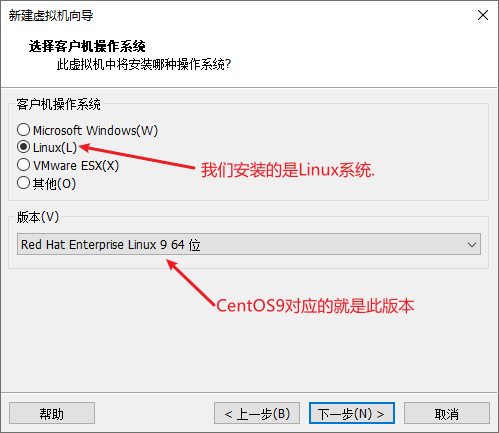 新建虚拟机向导
选择客户机操作系统
此虚拟机中将安装哪种操作系统?
客户机操作系统
Microsoft Windows(W)
Linux(L)
VMware ESX(X)
其他(O)
我们安装的是Linux系统.
版本(V)
Red Hat Enterprise Linux 9 64 位
CentOS9对应的就是此版本
帮助
< 上一步(B)
下一步(N) >
取消